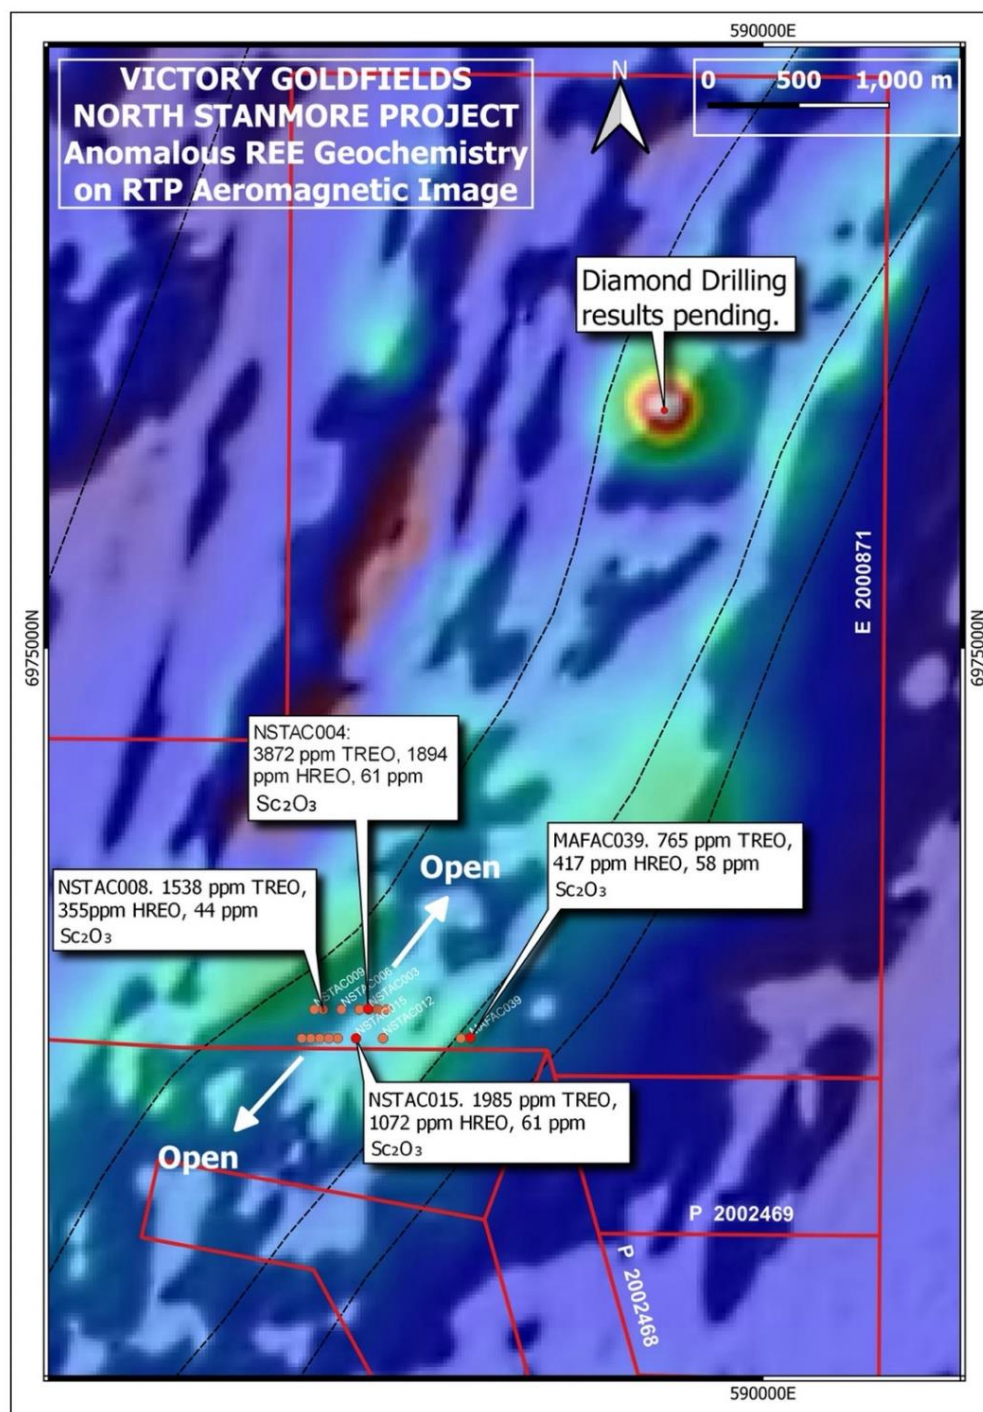 590000E
VICTORY GOLDFIELDS
NORTH STANMORE PROJECT
Anomalous REE Geochemistry
on RTP Aeromagnetic Image
N
0 500 1,000 m
Diamond Drilling
results pending.
E 2000871
6975000N
6975000N
NSTAC004:
3872 ppm TREO, 1894
ppm HREO, 61 ppm
Sc₂O₃
MAFAC039. 765 ppm TREO,
417 ppm HREO, 58 ppm
Sc₂O₃
Open
NSTAC008. 1538 ppm TREO,
355ppm HREO, 44 ppm
Sc₂O₃
NSTAC009
NSTAC006
NSTAC003
NSTAC015
NSTAC012
MAFAC039
NSTAC015. 1985 ppm TREO,
1072 ppm HREO, 61 ppm
Sc₂O₃
Open
P 2002469
P 2002468
590000E